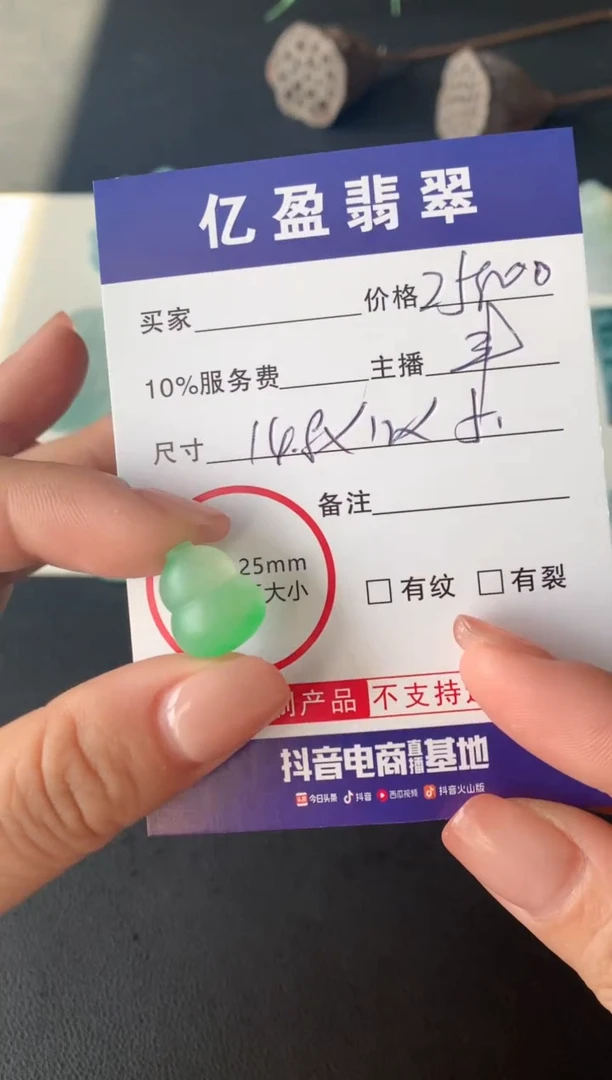 亿盈翡翠
买家 价格
10%服务费 主播
尺寸
备注
25mm
大小
□有纹 □有裂
制产品 不支持
抖音电商直播基地
今日头条 抖音 西瓜视频 抖音火山版